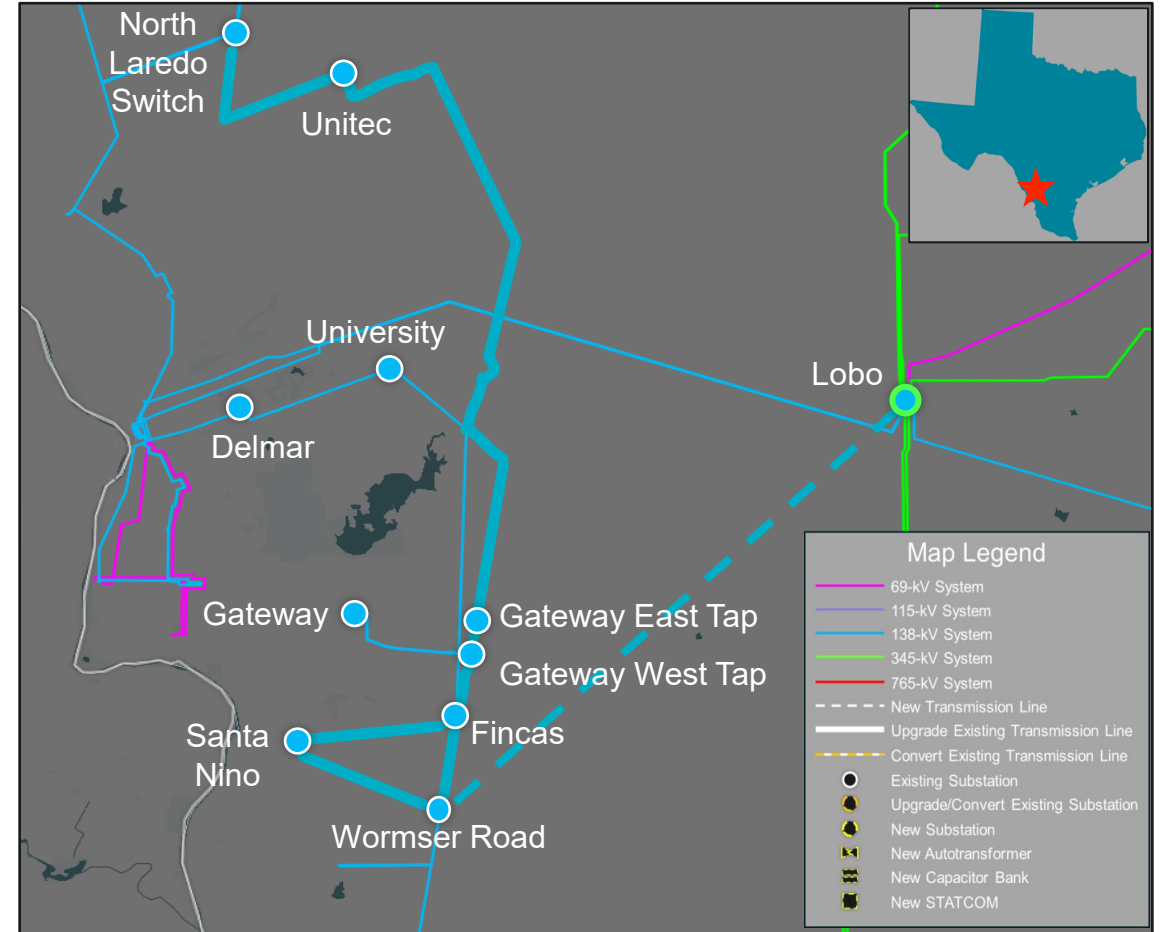 North
Laredo
Switch
Unitec
University
Lobo
Delmar
Gateway
Gateway East Tap
Gateway West Tap
Santa
Nino
Fincas
Wormser Road
Map Legend
69-kV System
115-kV System
138-kV System
345-kV System
765-kV System
New Transmission Line
Upgrade Existing Transmission Line
Convert Existing Transmission Line
Existing Substation
Upgrade/Convert Existing Substation
New Substation
New Autotransformer
New Capacitor Bank
New STATCOM